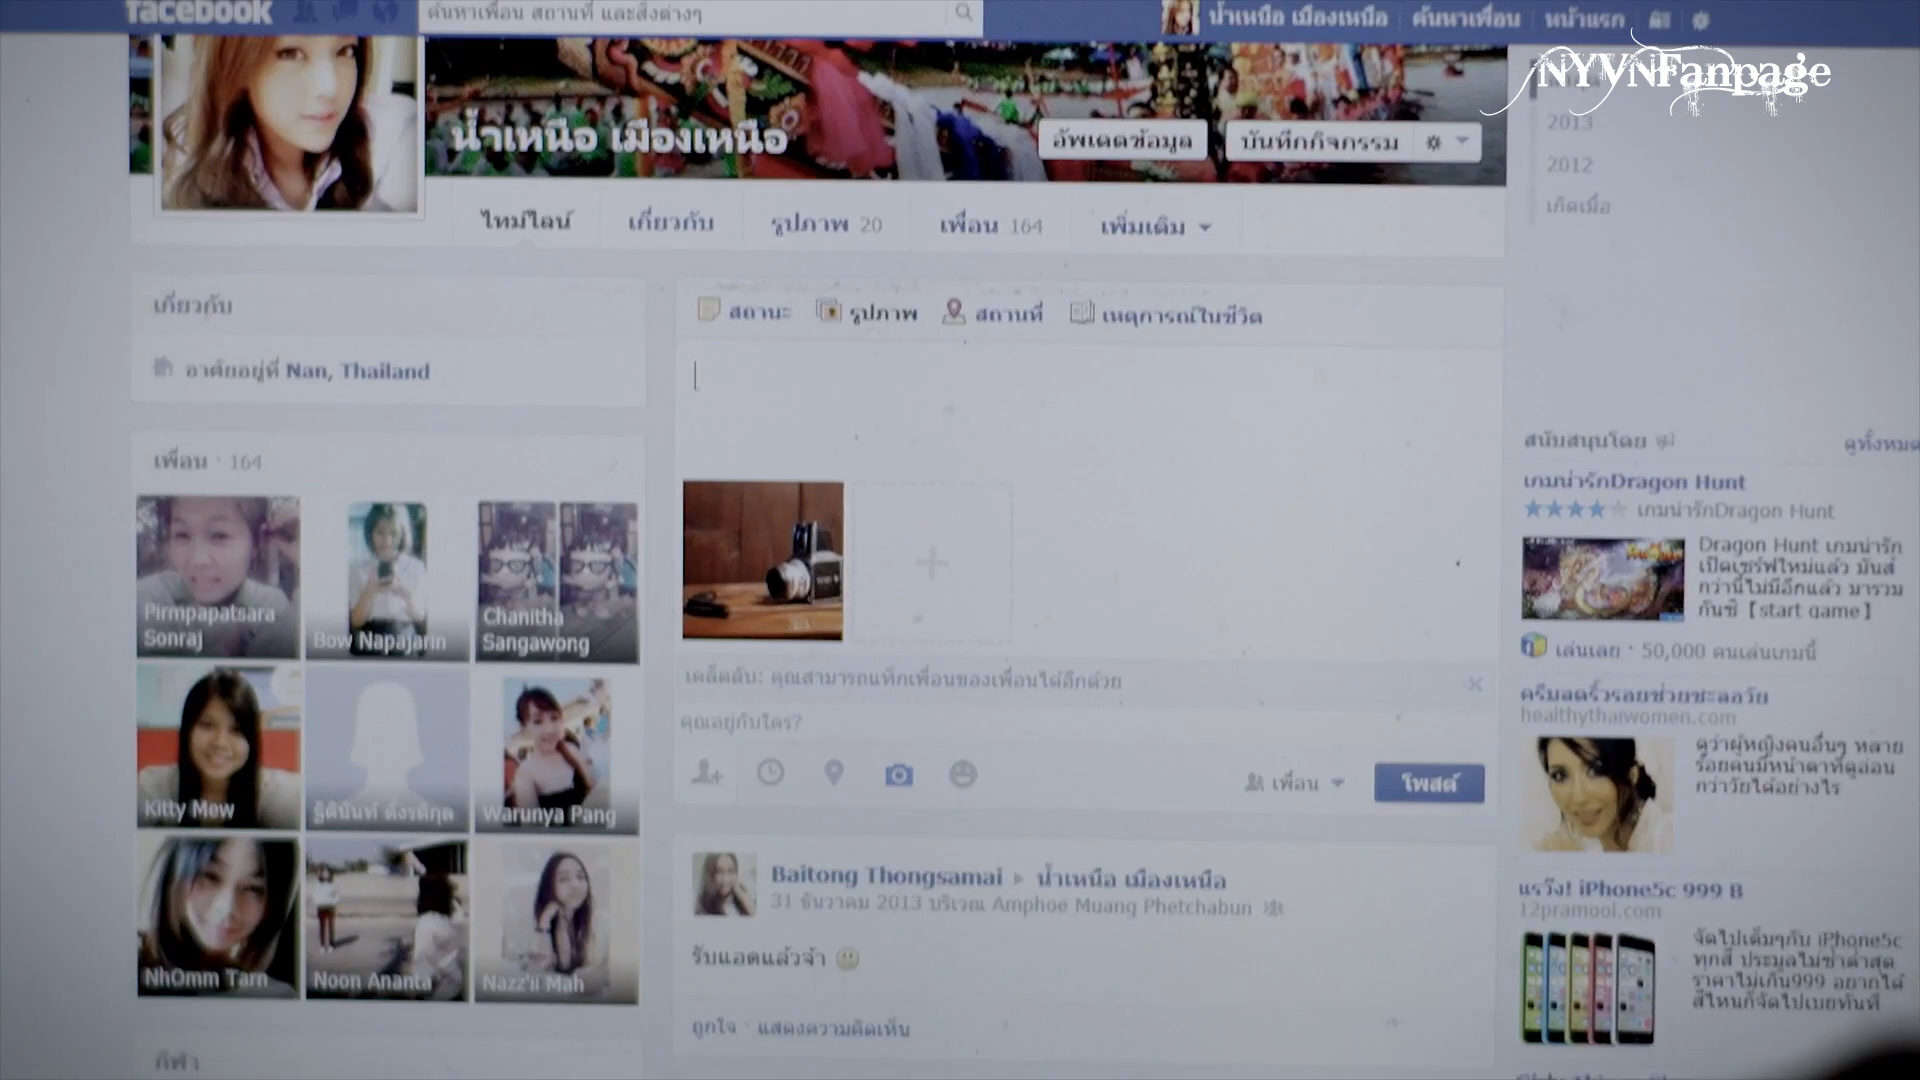 facebook
ค้นหาเพื่อน สถานที่ และสิ่งต่างๆ
น้ำเหนือ เมืองเหนือ
ค้นหาเพื่อน
หน้าแรก
NYYNFanpage
น้ำเหนือ เมืองเหนือ
อัพเดตข้อมูล
บันทึกกิจกรรม
2013
2012
เกิดเมื่อ
ไทม์ไลน์
เกี่ยวกับ
รูปภาพ 20
เพื่อน 164
เพิ่มเติม
เกี่ยวกับ
อาศัยอยู่ที่ Nan, Thailand
เพื่อน · 164
Pirmpapatsara
Sonraj
Bow Napajarin
Chanitha
Sangawong
Kitty Mew
Warunya Pang
NhOmm Tarn
Noon Ananta
Nazz'ii Mah
กีฬา
สถานะ
รูปภาพ
สถานที่
เหตุการณ์ในชีวิต
เคล็ดลับ: คุณสามารถแท็กเพื่อนของเพื่อนได้อีกด้วย
คุณอยู่กับใคร?
เพื่อน
โพสต์
Baitong Thongsamai ▸ น้ำเหนือ เมืองเหนือ
31 ธันวาคม 2013 บริเวณ Amphoe Muang Phetchabun
รับแอดแล้วจ้า
ถูกใจ · แสดงความคิดเห็น
สนับสนุนโดย
ดูทั้งหมด
เกมน่ารักDragon Hunt
เกมน่ารักDragon Hunt
Dragon Hunt เกมน่ารัก
เปิดเซร์ฟใหม่แล้ว มันส์
กว่านี้ไม่มีอีกแล้ว มารวม
กันซิ【start game】
เล่นเลย · 50,000 คนเล่นเกมนี้
ครีมลดริ้วรอยช่วยชะลอวัย
healthythaiwomen.com
ดูว่าผู้หญิงคนอื่นๆ หลาย
ร้อยคนมีหน้าตาที่ดูอ่อน
กว่าวัยได้อย่างไร
แรว๊ง! iPhone5c 999 B
12pramool.com
จัดไปเต็มๆกับ iPhone5c
ทุกสี ประมูลไม่ซ้ำต่ำสุด
ราคาไม่เกิน999 อยากได้
สีไหนก็จัดไปเบยทันที